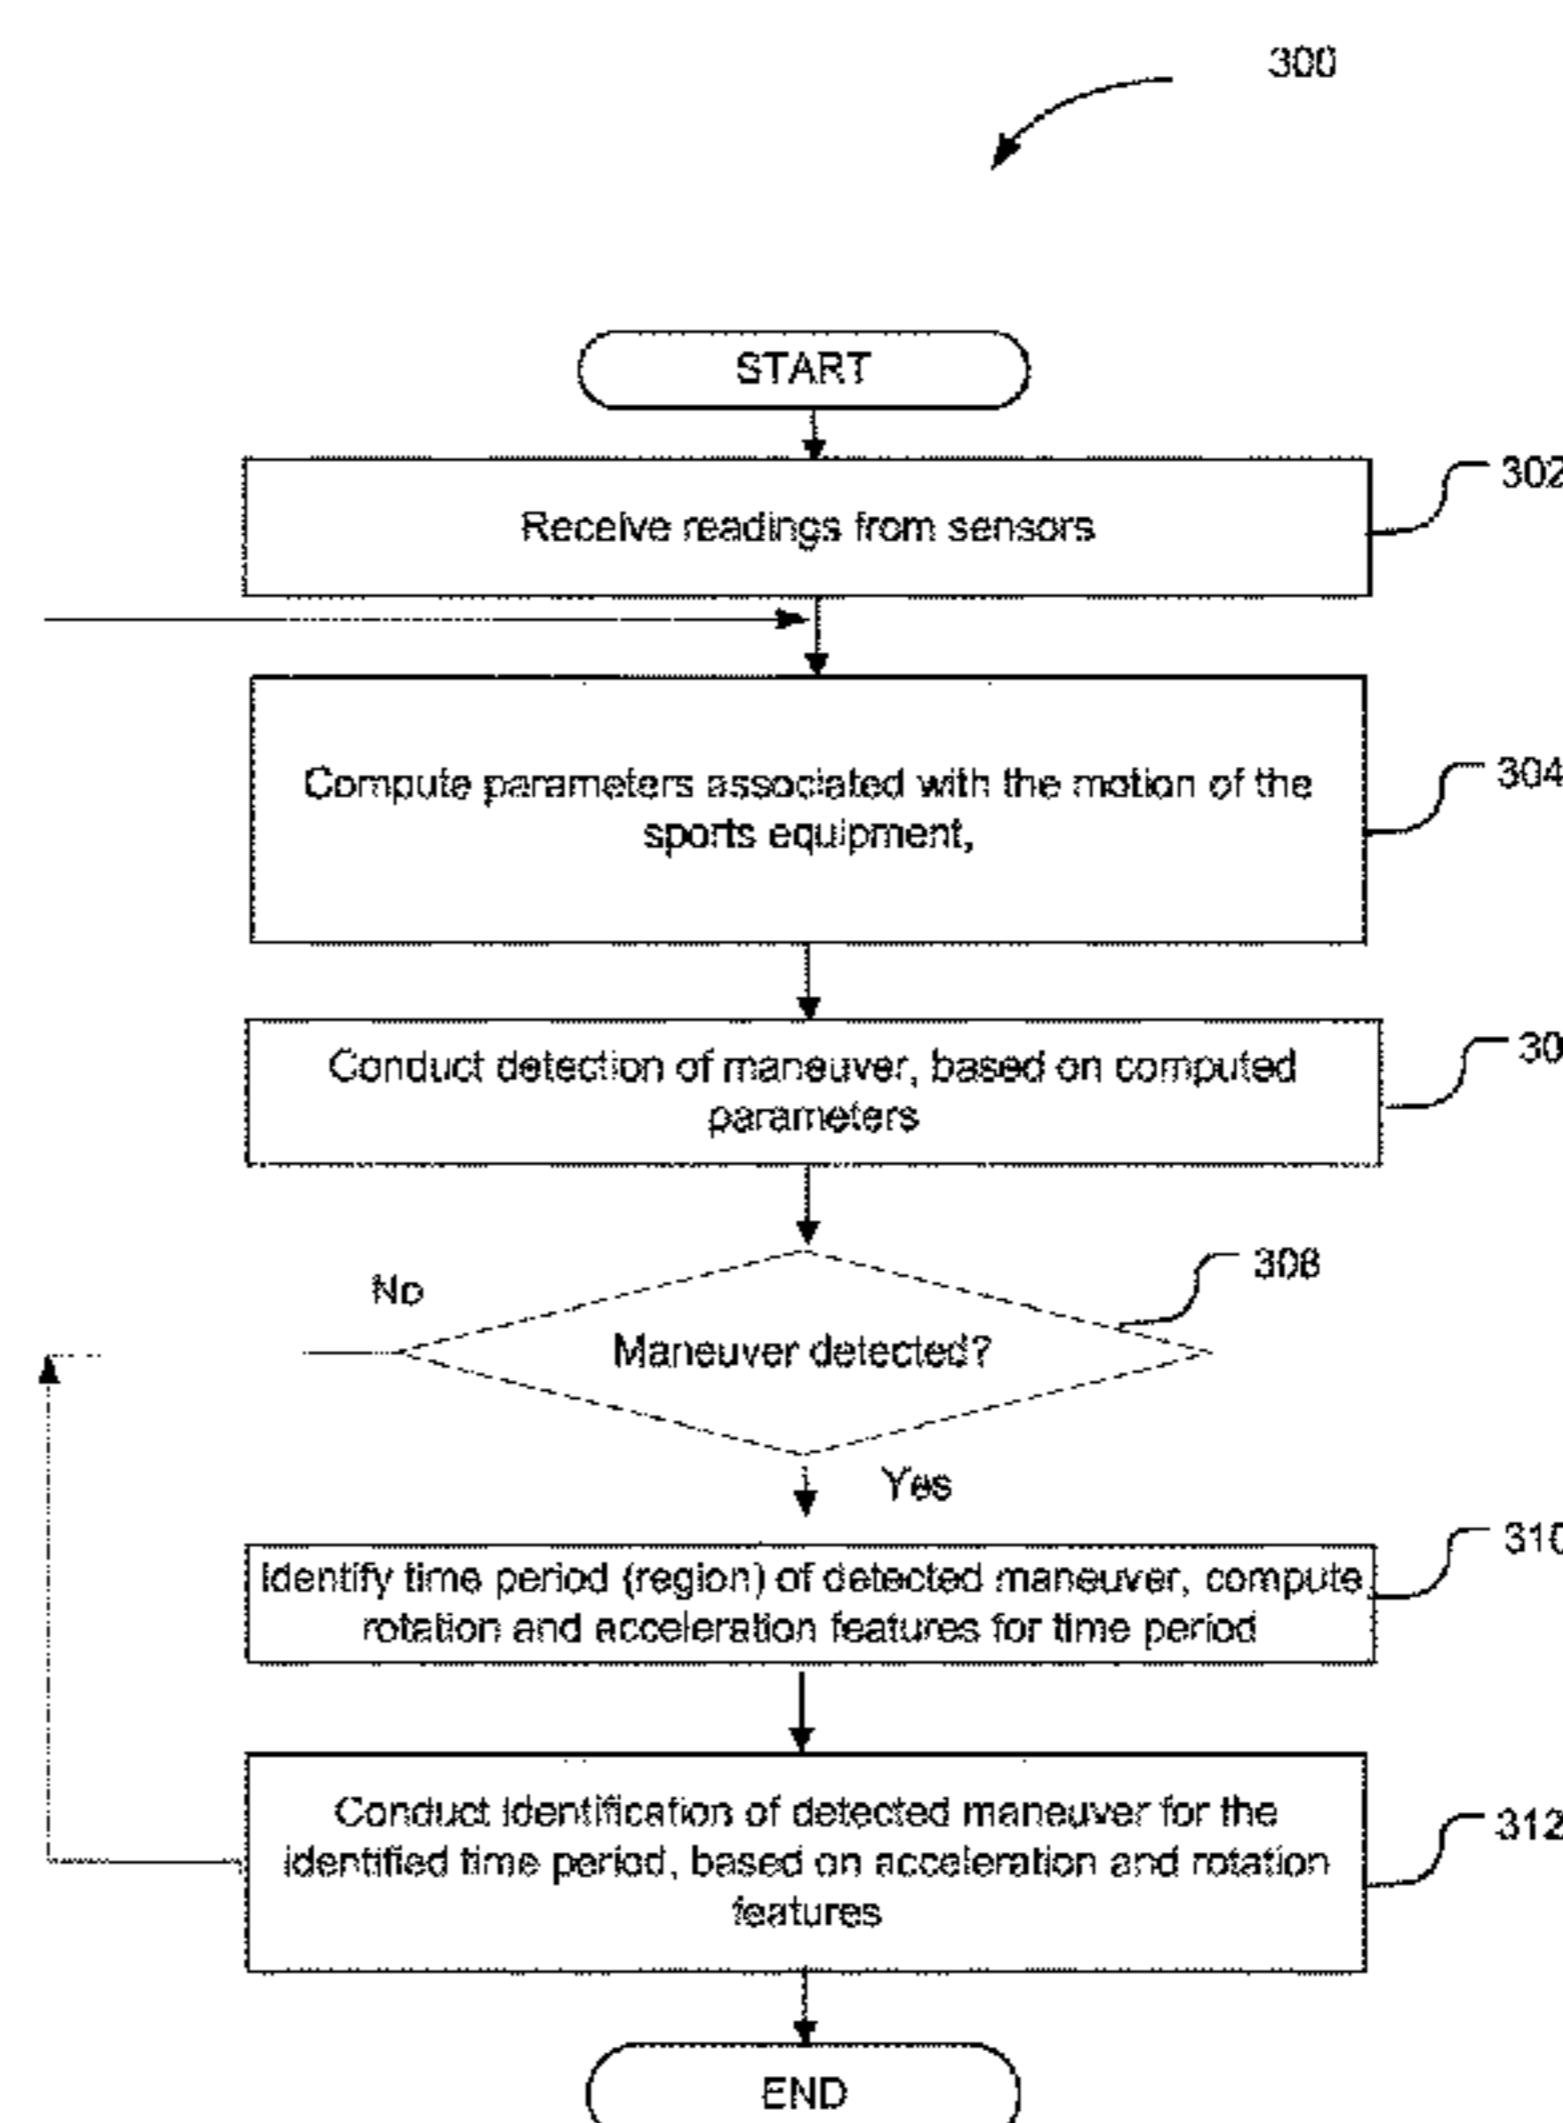 300
START
302
Receive readings from sensors
304
Compute parameters associated with the motion of the
sports equipment,
30
Conduct detection of maneuver, based on computed
parameters
308
No
Maneuver detected?
Yes
310
Identify time period (region) of detected maneuver, compute
rotation and acceleration features for time period
312
Conduct identification of detected maneuver for the
identified time period, based on acceleration and rotation
features
END